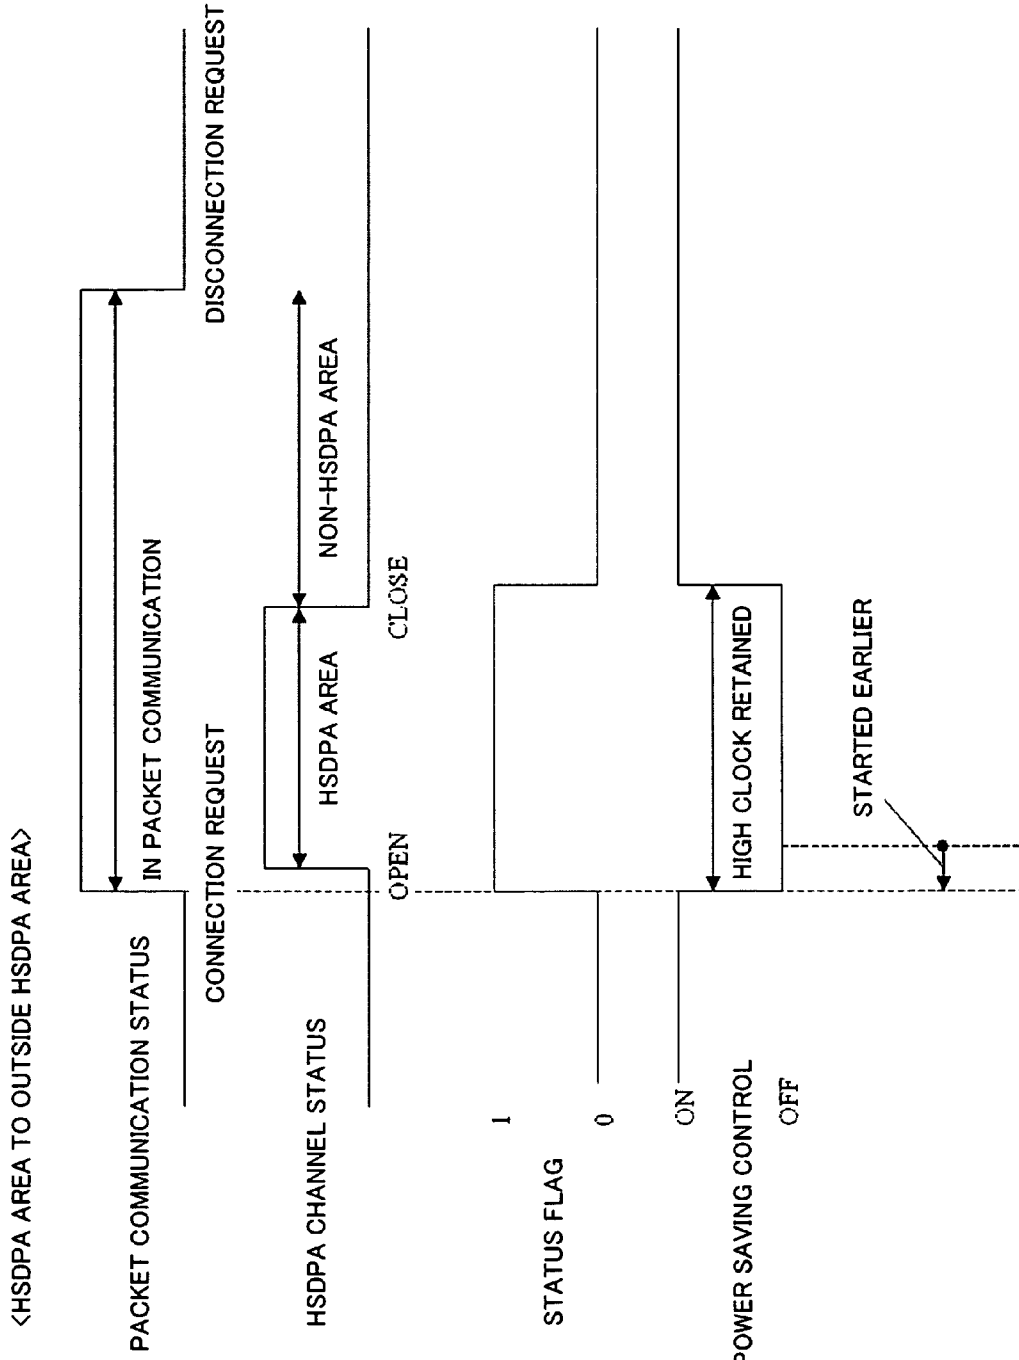 <HSDPA AREA TO OUTSIDE HSDPA AREA>
PACKET COMMUNICATION STATUS
IN PACKET COMMUNICATION
CONNECTION REQUEST
DISCONNECTION REQUEST
HSDPA CHANNEL STATUS
HSDPA AREA
NON-HSDPA AREA
OPEN
CLOSE
STATUS FLAG
1
0
POWER SAVING CONTROL
ON
OFF
HIGH CLOCK RETAINED
STARTED EARLIER